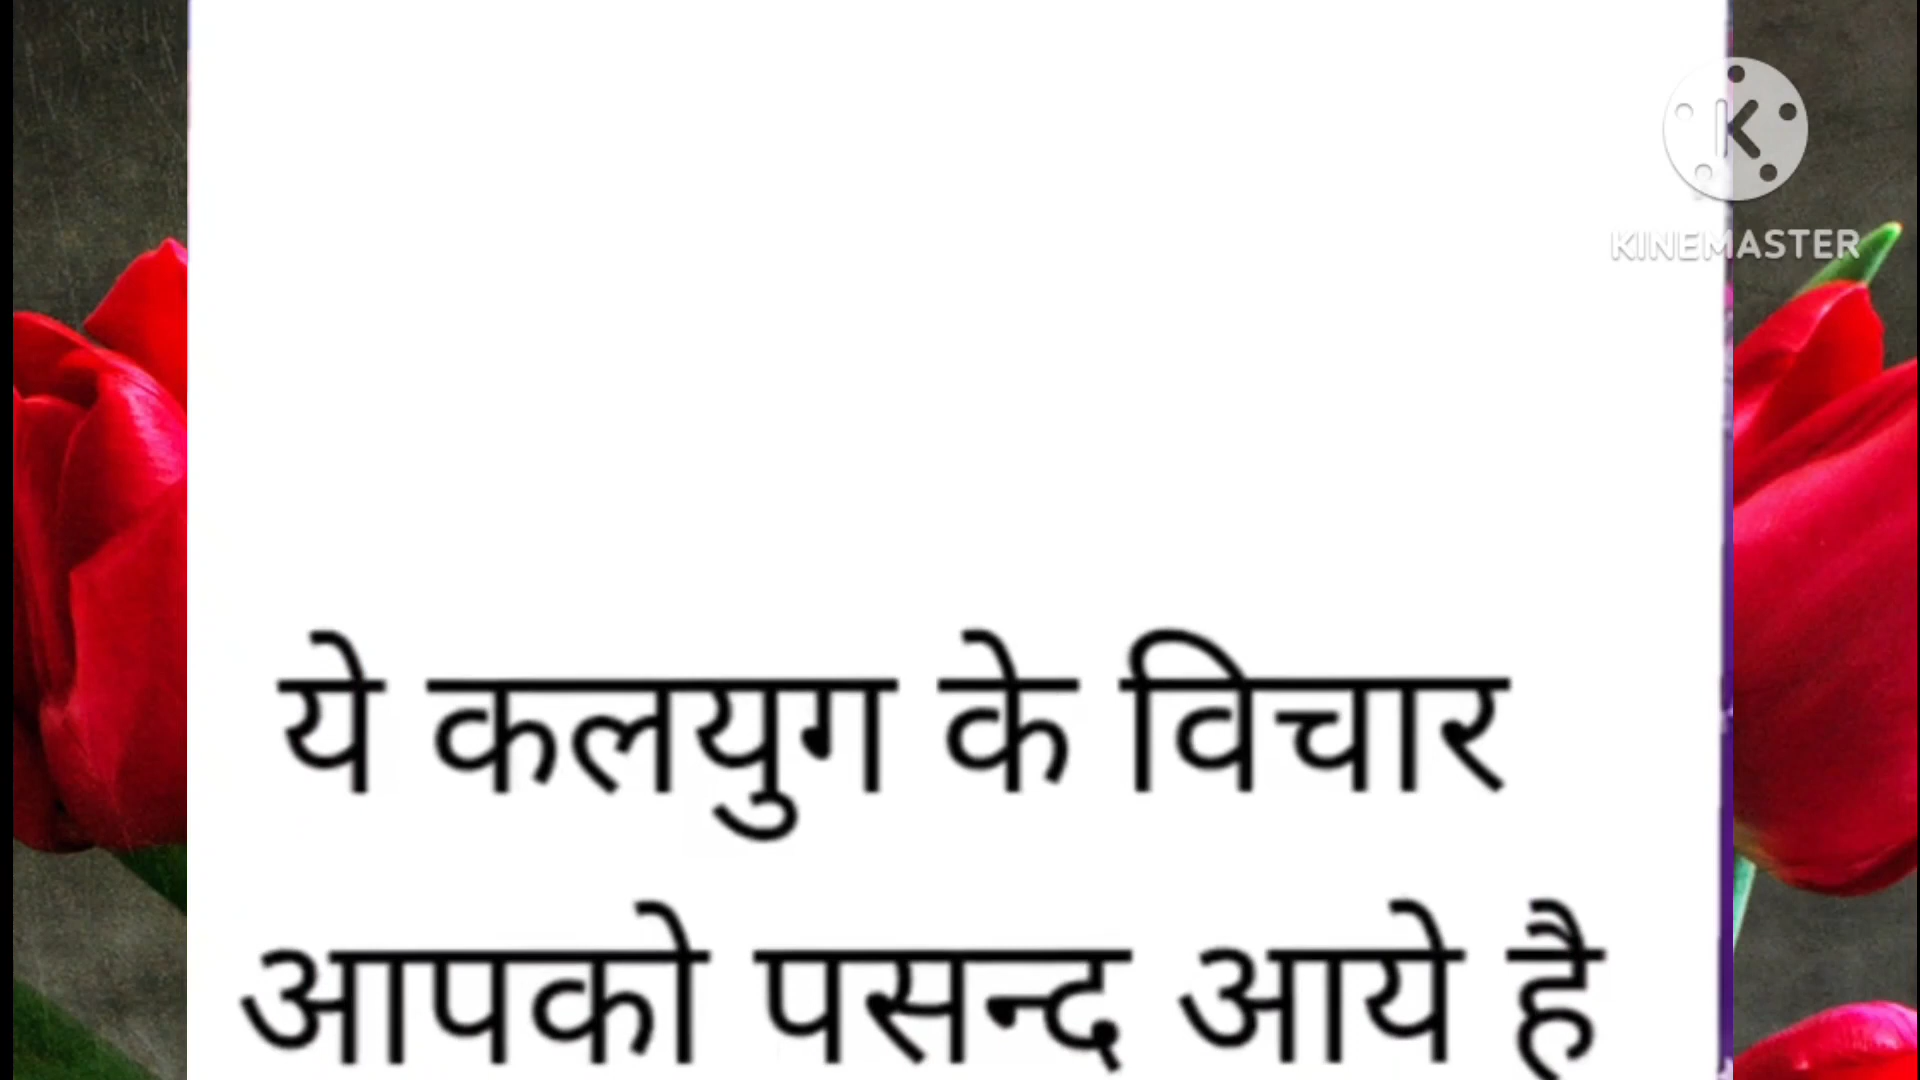 KINEMASTER
ये कलयुग के विचार
आपको पसन्द आये है